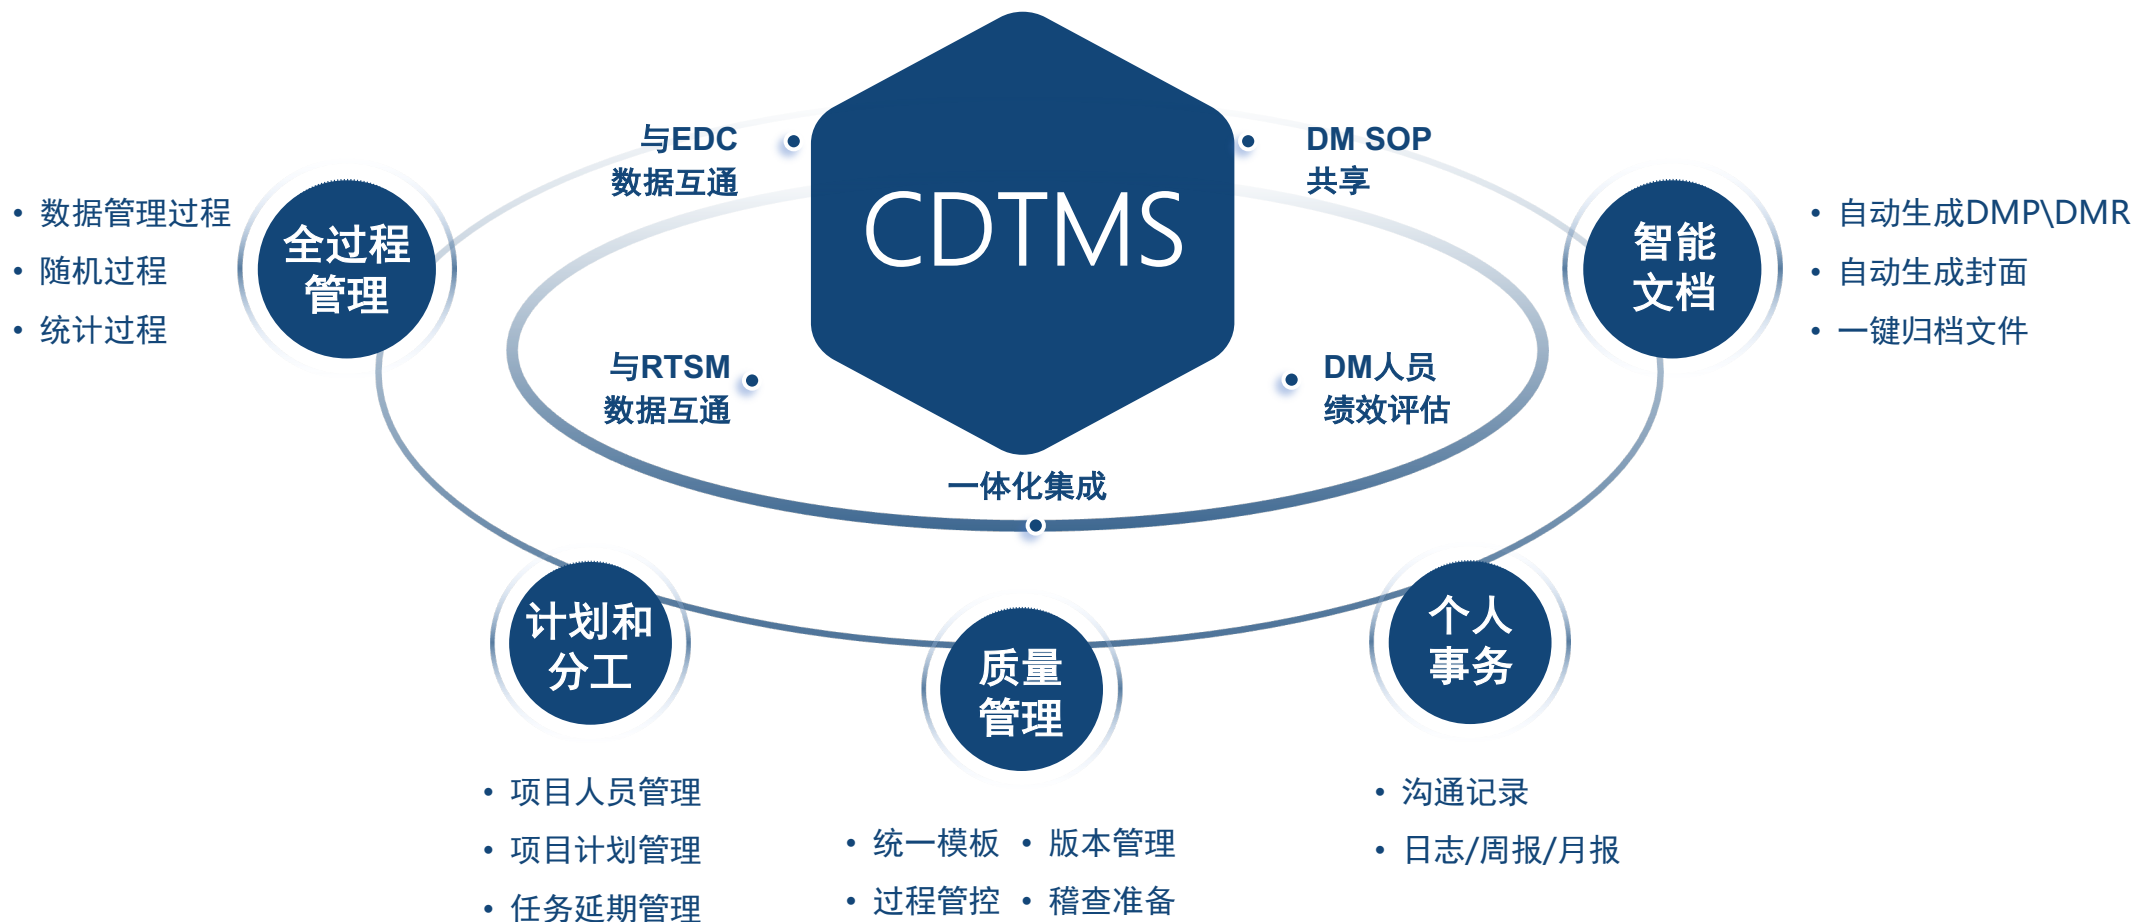 CDTMS
与EDC
数据互通
DM SOP
共享
与RTSM
数据互通
DM人员
绩效评估
一体化集成
全过程
管理
• 数据管理过程
• 随机过程
• 统计过程
智能
文档
• 自动生成DMP\DMR
• 自动生成封面
• 一键归档文件
计划和
分工
• 项目人员管理
• 项目计划管理
• 任务延期管理
质量
管理
• 统一模板 • 版本管理
• 过程管控 • 稽查准备
个人
事务
• 沟通记录
• 日志/周报/月报